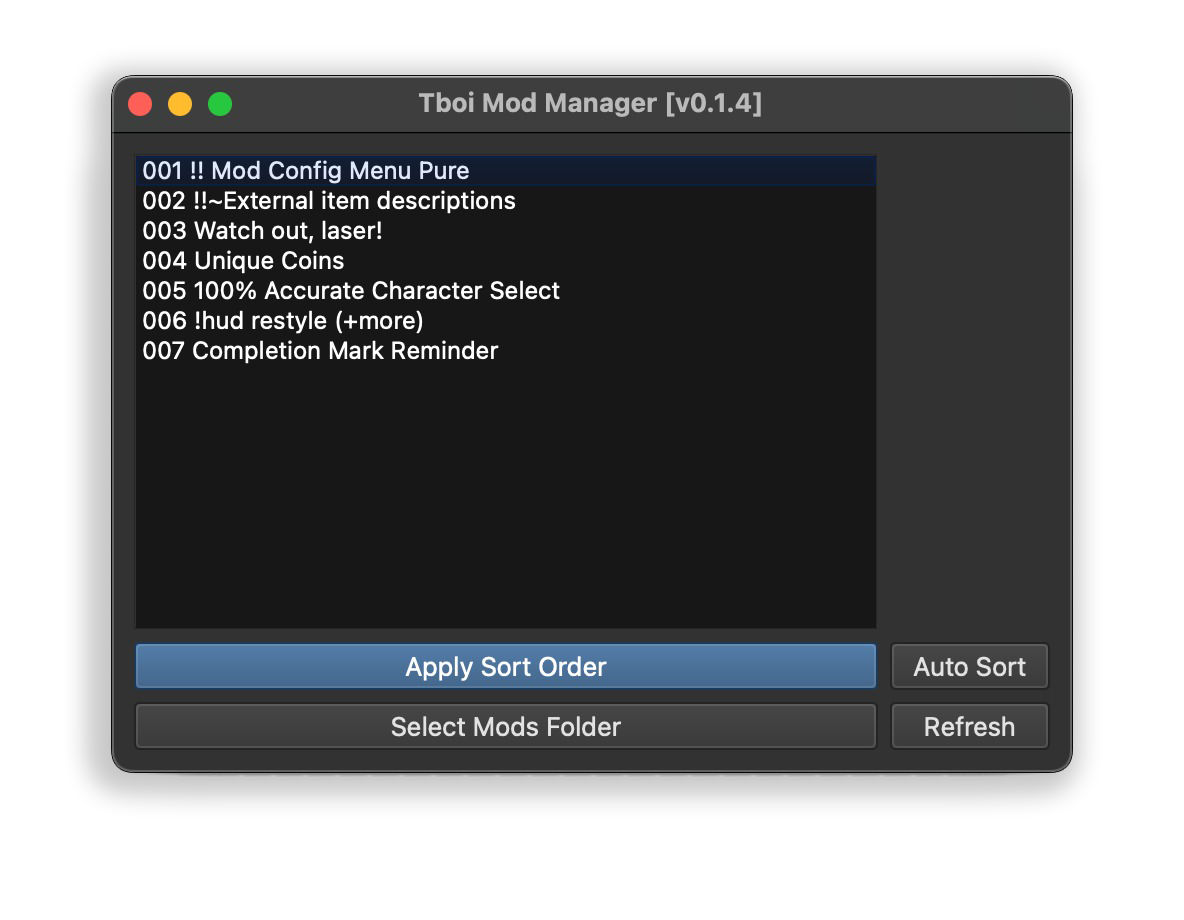 Tboi Mod Manager [v0.1.4]
001 !! Mod Config Menu Pure
002 !!~External item descriptions
003 Watch out, laser!
004 Unique Coins
005 100% Accurate Character Select
006 !hud restyle (+more)
007 Completion Mark Reminder
Apply Sort Order
Auto Sort
Select Mods Folder
Refresh